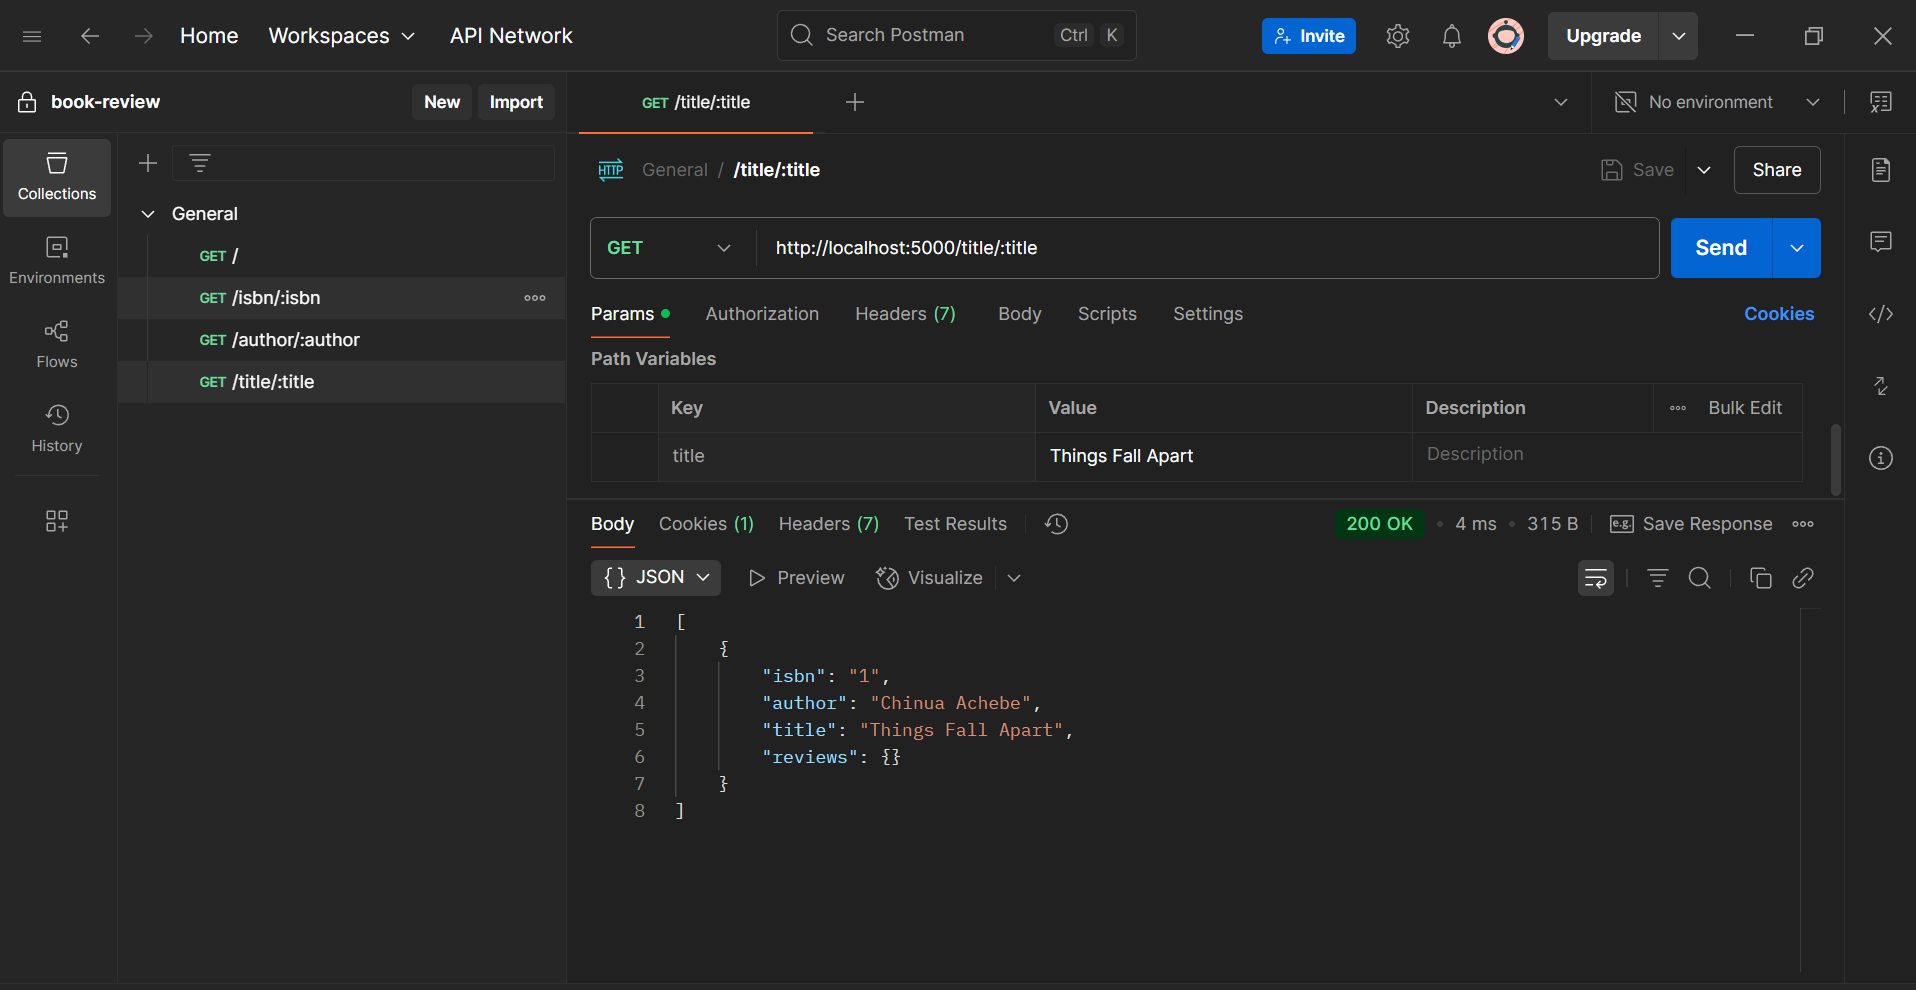 Home Workspaces API Network Search Postman Ctrl K Invite Upgrade
book-review New Import GET /title/:title No environment
Collections
Environments
Flows
History
General
GET /
GET /isbn/:isbn
GET /author/:author
GET /title/:title
HTTP General / /title/:title Save Share
GET http://localhost:5000/title/:title Send
Params Authorization Headers (7) Body Scripts Settings Cookies
Path Variables
Key Value Description Bulk Edit
title Things Fall Apart Description
Body Cookies (1) Headers (7) Test Results 200 OK • 4 ms • 315 B e.g. Save Response
{} JSON Preview Visualize
1 [
2 {
3 "isbn": "1",
4 "author": "Chinua Achebe",
5 "title": "Things Fall Apart",
6 "reviews": {}
7 }
8 ]